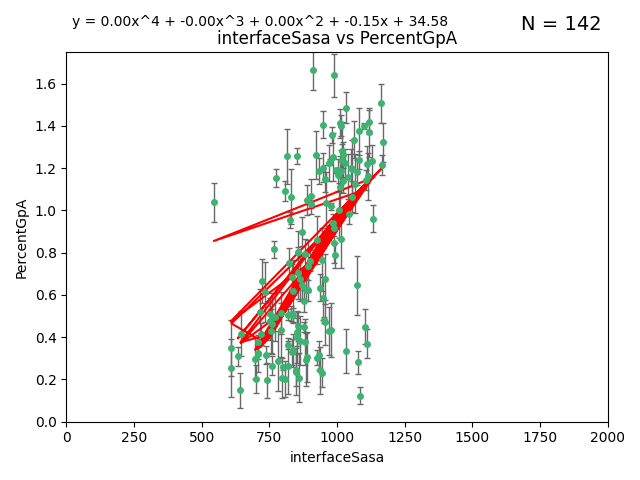 y = 0.00x^4 + -0.00x^3 + 0.00x^2 + -0.15x + 34.58
N = 142
interfaceSasa vs PercentGpA
PercentGpA
1.6
1.4
1.2
1.0
0.8
0.6
0.4
0.2
0.0
0 250 500 750 1000 1250 1500 1750 2000
interfaceSasa